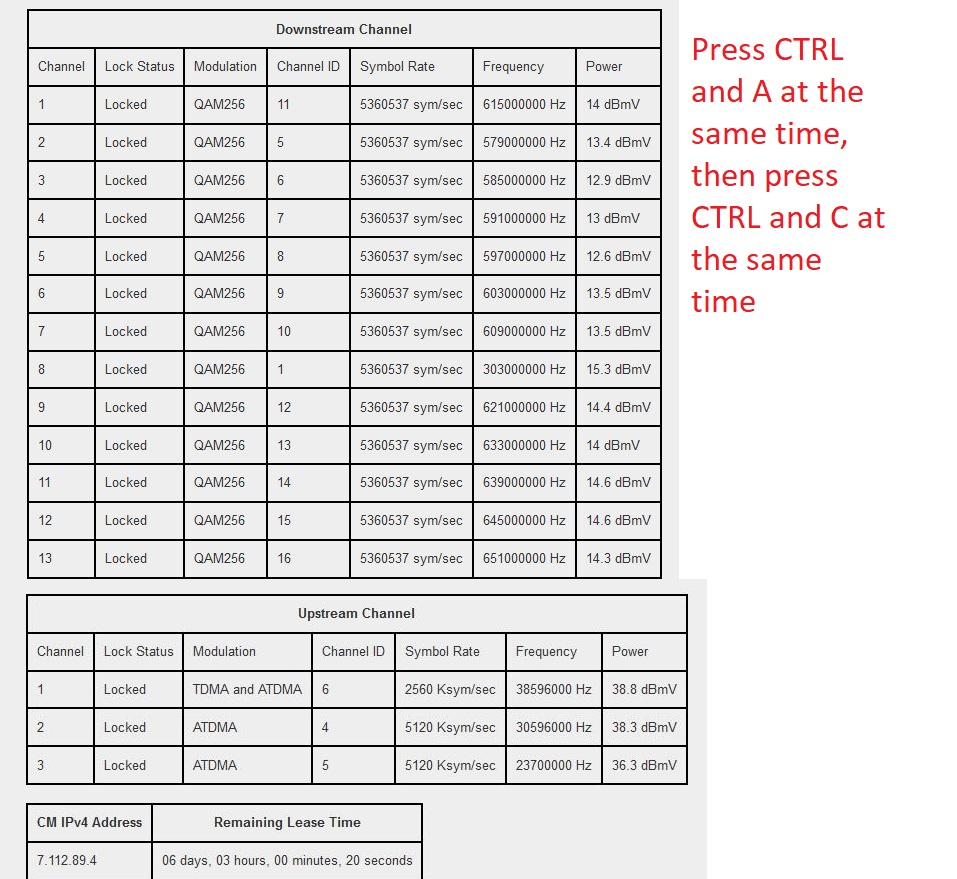 Downstream Channel
Channel Lock Status Modulation Channel ID Symbol Rate Frequency Power
1 Locked QAM256 11 5360537 sym/sec 615000000 Hz 14 dBmV
2 Locked QAM256 5 5360537 sym/sec 579000000 Hz 13.4 dBmV
3 Locked QAM256 6 5360537 sym/sec 585000000 Hz 12.9 dBmV
4 Locked QAM256 7 5360537 sym/sec 591000000 Hz 13 dBmV
5 Locked QAM256 8 5360537 sym/sec 597000000 Hz 12.6 dBmV
6 Locked QAM256 9 5360537 sym/sec 603000000 Hz 13.5 dBmV
7 Locked QAM256 10 5360537 sym/sec 609000000 Hz 13.5 dBmV
8 Locked QAM256 1 5360537 sym/sec 303000000 Hz 15.3 dBmV
9 Locked QAM256 12 5360537 sym/sec 621000000 Hz 14.4 dBmV
10 Locked QAM256 13 5360537 sym/sec 633000000 Hz 14 dBmV
11 Locked QAM256 14 5360537 sym/sec 639000000 Hz 14.6 dBmV
12 Locked QAM256 15 5360537 sym/sec 645000000 Hz 14.6 dBmV
13 Locked QAM256 16 5360537 sym/sec 651000000 Hz 14.3 dBmV
Upstream Channel
Channel Lock Status Modulation Channel ID Symbol Rate Frequency Power
1 Locked TDMA and ATDMA 6 2560 Ksym/sec 38596000 Hz 38.8 dBmV
2 Locked ATDMA 4 5120 Ksym/sec 30596000 Hz 38.3 dBmV
3 Locked ATDMA 5 5120 Ksym/sec 23700000 Hz 36.3 dBmV
CM IPv4 Address Remaining Lease Time
7.112.89.4 06 days, 03 hours, 00 minutes, 20 seconds
Press CTRL
and A at the
same time,
then press
CTRL and C at
the same
time